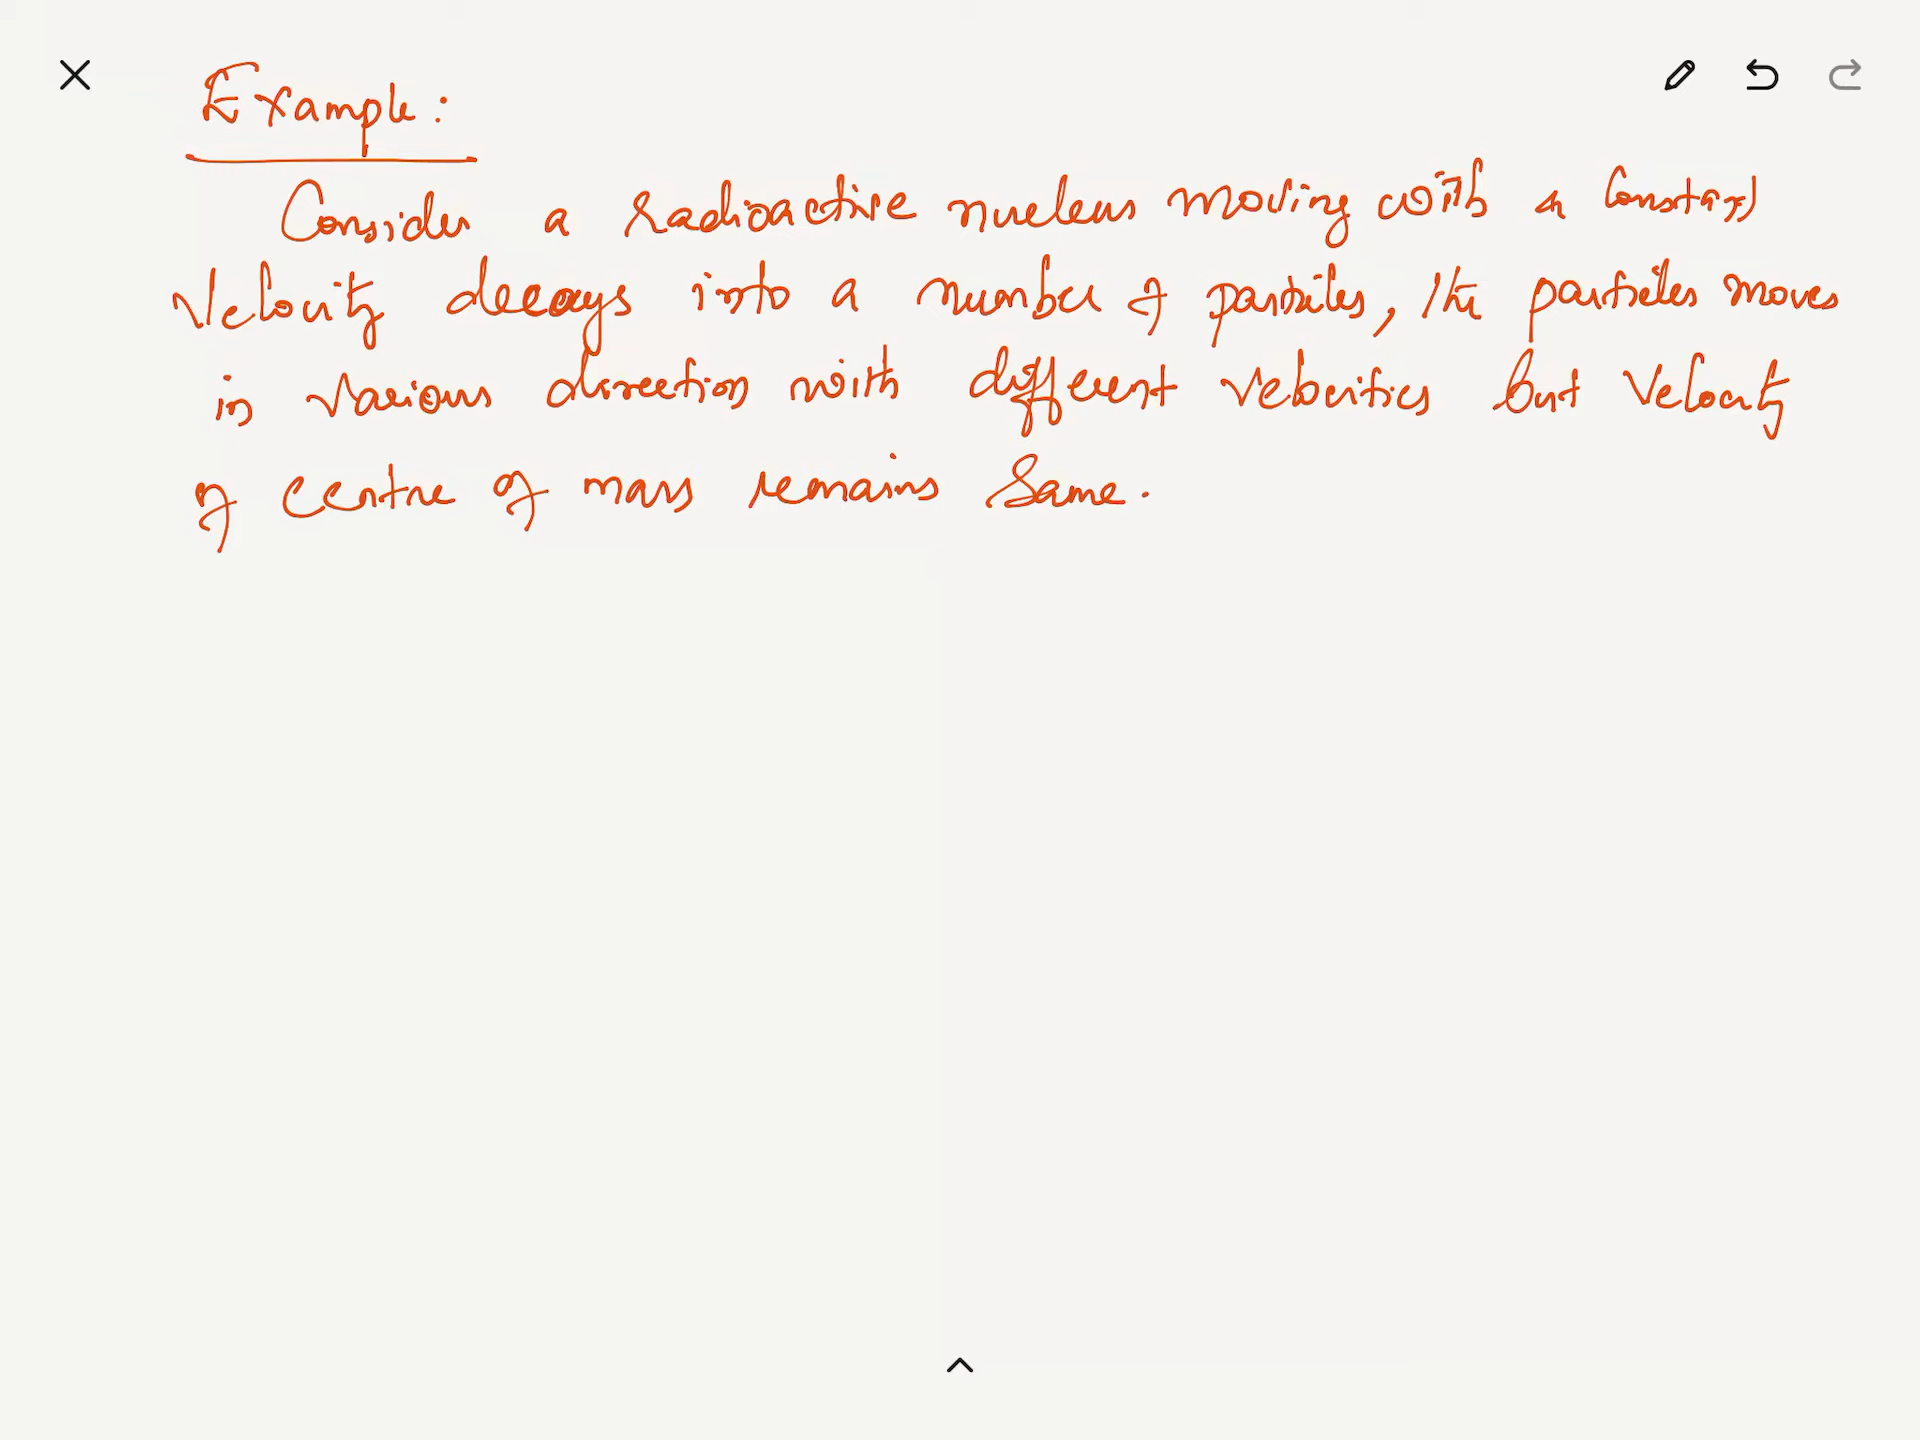 Example:
Consider a radioactive nucleus moving with a constant
velocity decays into a number of particles, the particles moves
in various direction with different velocities but velocity
of centre of mass remains same.